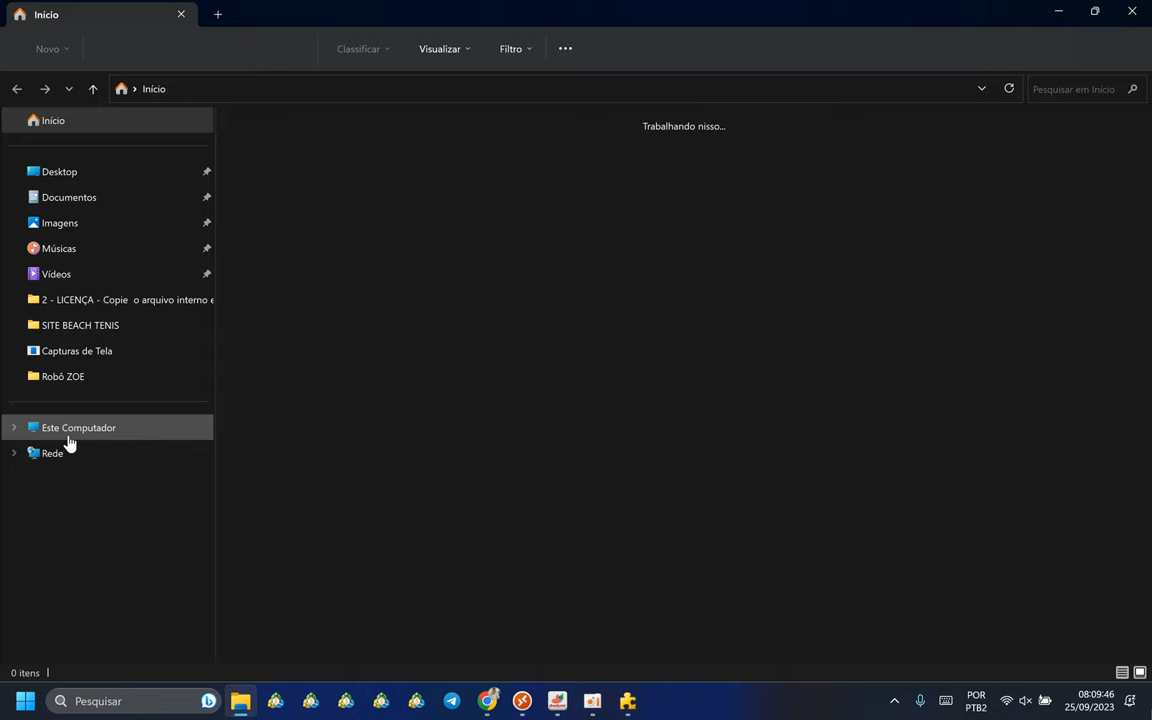 Início
Novo
Classificar
Visualizar
Filtro
Início
Pesquisar em Início
Início
Trabalhando nisso...
Desktop
Documentos
Imagens
Músicas
Vídeos
2 - LICENÇA - Copie o arquivo interno e
SITE BEACH TENIS
Capturas de Tela
Robô ZOE
Este Computador
Rede
0 itens
Pesquisar
POR
PTB2
08:09:46
25/09/2023